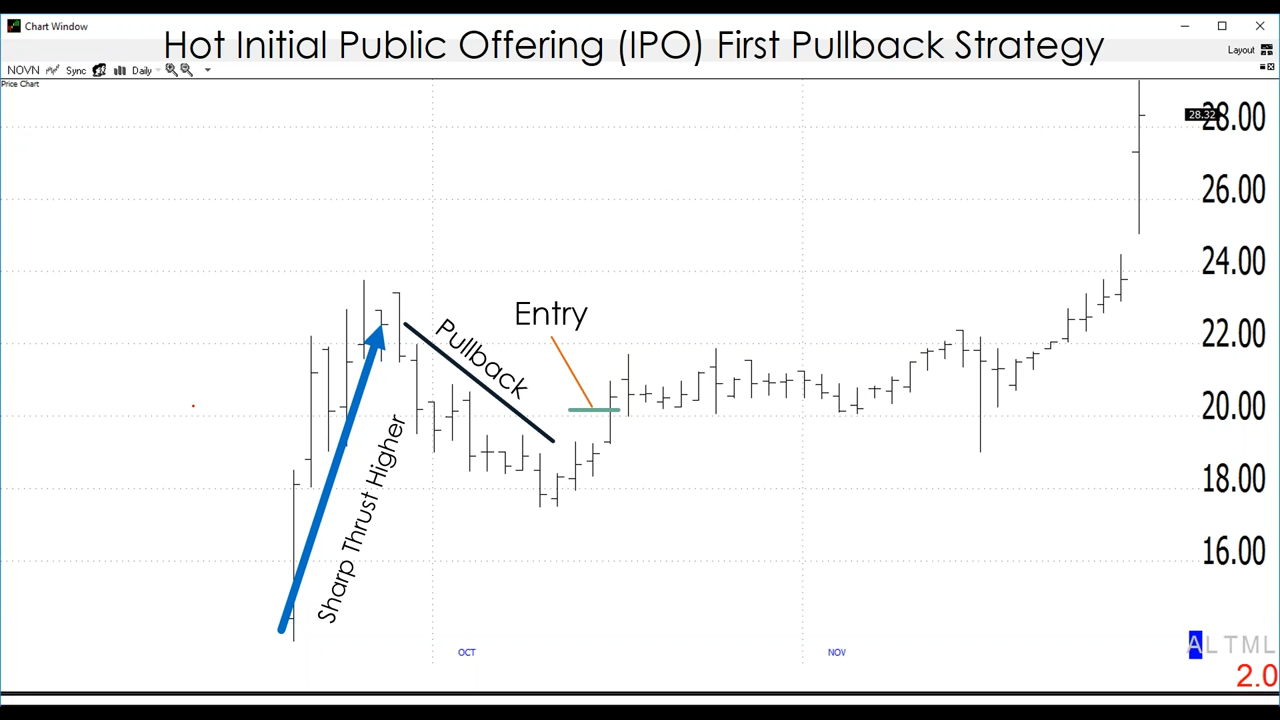 Chart Window
Hot Initial Public Offering (IPO) First Pullback Strategy
Layout
NOVN Sync Daily
Price Chart
28.32
28.00
26.00
24.00
22.00
20.00
18.00
16.00
Entry
Pullback
Sharp Thrust Higher
OCT NOV
ALTML
2.0